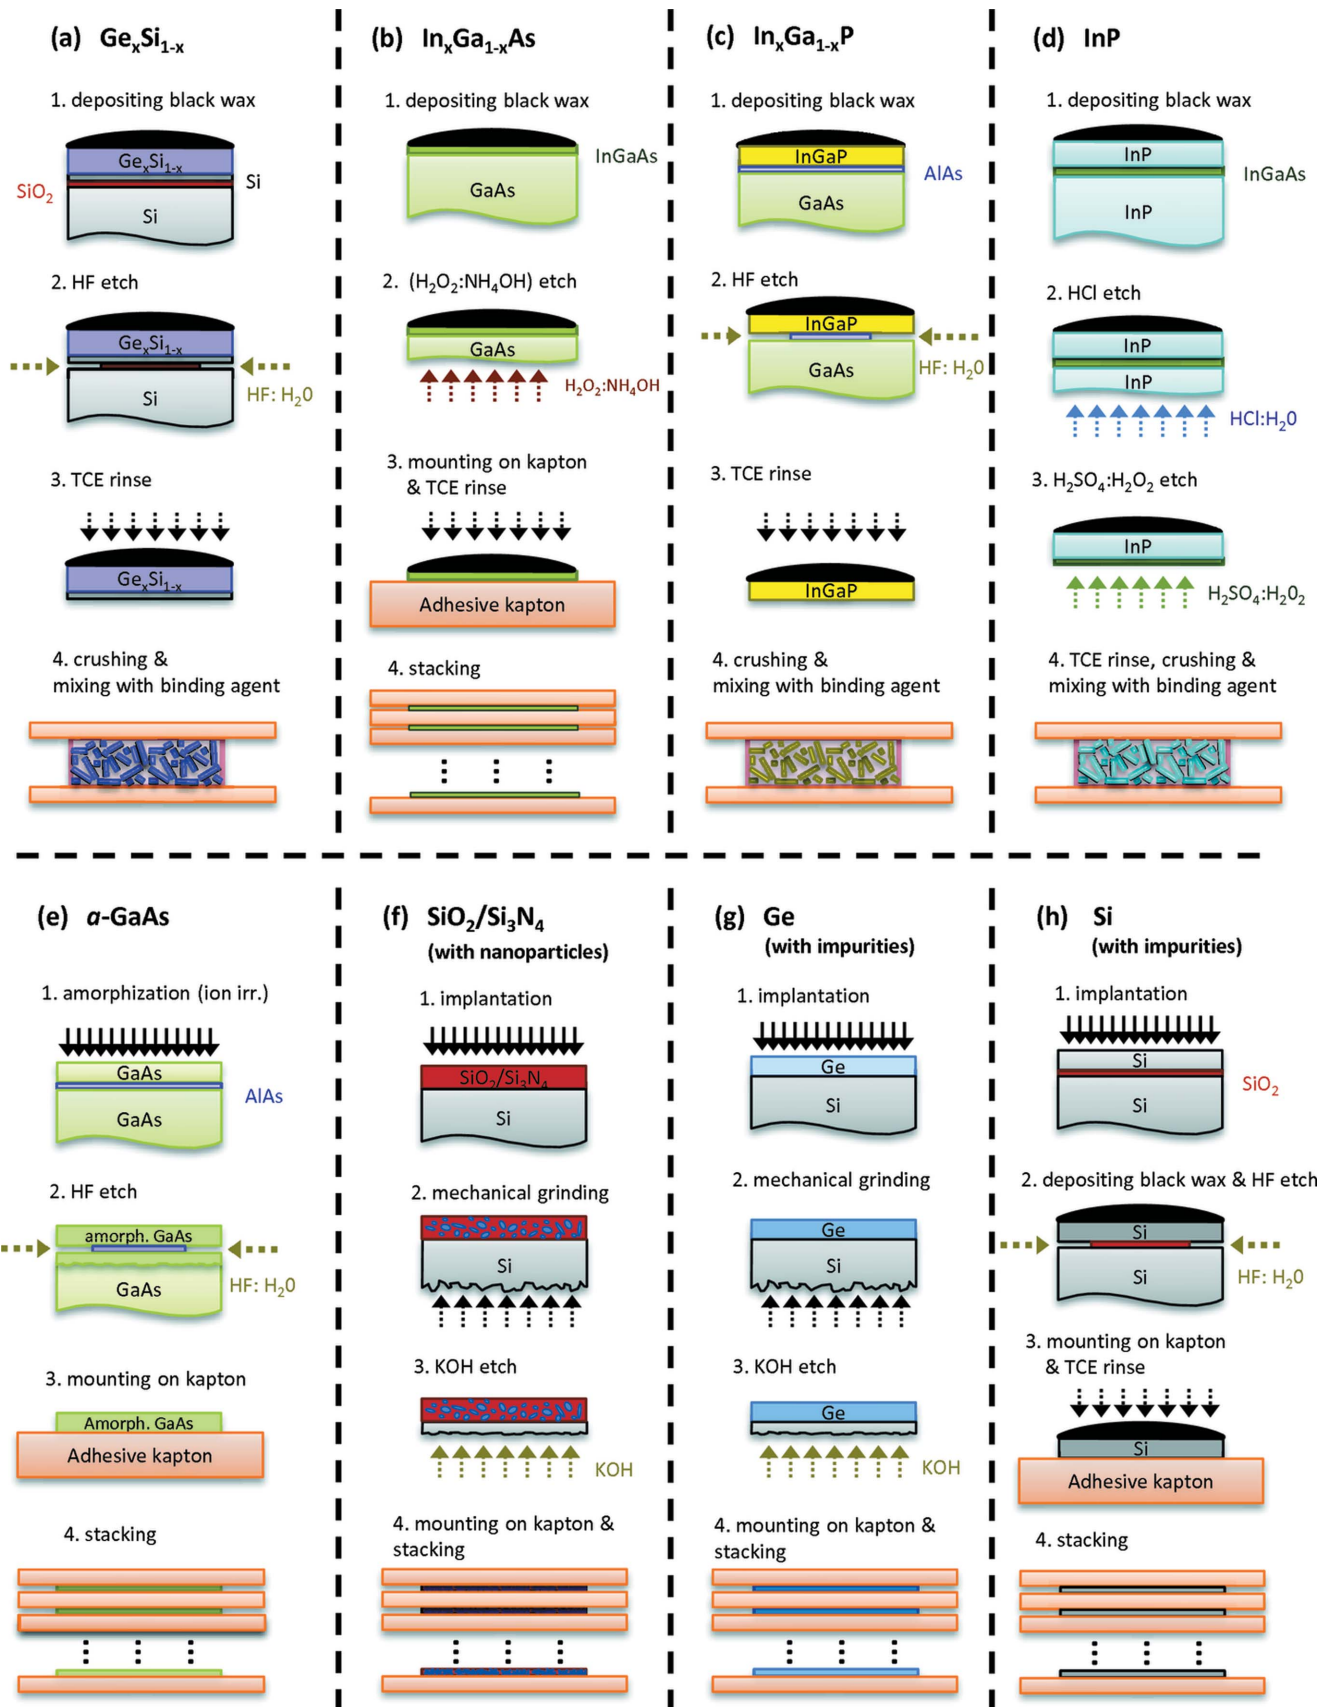 (a) GeₓSi₁₋ₓ
1. depositing black wax
GeₓSi₁₋ₓ
Si
SiO₂
Si
2. HF etch
GeₓSi₁₋ₓ
Si
HF: H₂0
3. TCE rinse
GeₓSi₁₋ₓ
4. crushing &
mixing with binding agent
(b) InₓGa₁₋ₓAs
1. depositing black wax
InGaAs
GaAs
2. (H₂O₂:NH₄OH) etch
GaAs
H₂O₂:NH₄OH
3. mounting on kapton
& TCE rinse
Adhesive kapton
4. stacking
(c) InₓGa₁₋ₓP
1. depositing black wax
InGaP
AlAs
GaAs
2. HF etch
InGaP
GaAs
HF: H₂0
3. TCE rinse
InGaP
4. crushing &
mixing with binding agent
(d) InP
1. depositing black wax
InP
InGaAs
InP
2. HCl etch
InP
InP
HCl:H₂0
3. H₂SO₄:H₂O₂ etch
InP
H₂SO₄:H₂0₂
4. TCE rinse, crushing &
mixing with binding agent
(e) α-GaAs
1. amorphization (ion irr.)
GaAs
AlAs
GaAs
2. HF etch
amorph. GaAs
GaAs
HF: H₂0
3. mounting on kapton
Amorph. GaAs
Adhesive kapton
4. stacking
(f) SiO₂/Si₃N₄
(with nanoparticles)
1. implantation
SiO₂/Si₃N₄
Si
2. mechanical grinding
Si
3. KOH etch
KOH
4. mounting on kapton &
stacking
(g) Ge
(with impurities)
1. implantation
Ge
Si
2. mechanical grinding
Ge
Si
3. KOH etch
Ge
KOH
4. mounting on kapton &
stacking
(h) Si
(with impurities)
1. implantation
Si
SiO₂
Si
2. depositing black wax & HF etch
Si
Si
HF: H₂0
3. mounting on kapton
& TCE rinse
Si
Adhesive kapton
4. stacking